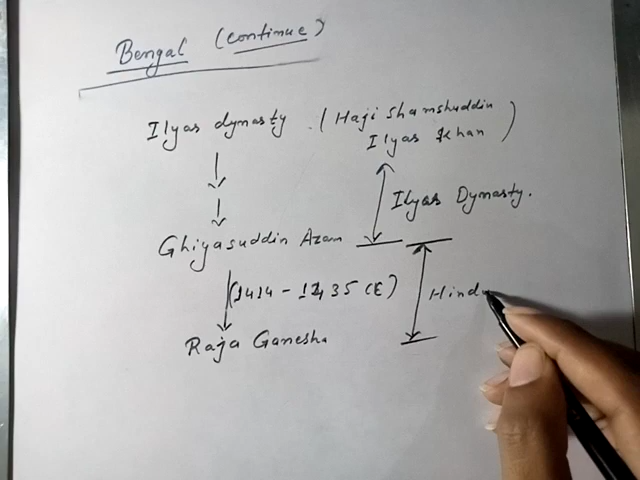 Bengal (continue)
Ilyas dynasty (Haji Shamshuddin
Ilyas Khan)
Ilyas Dynasty.
Ghiyasuddin Azam
(1414 - 1435 CE)
Hindu
Raja Ganesha